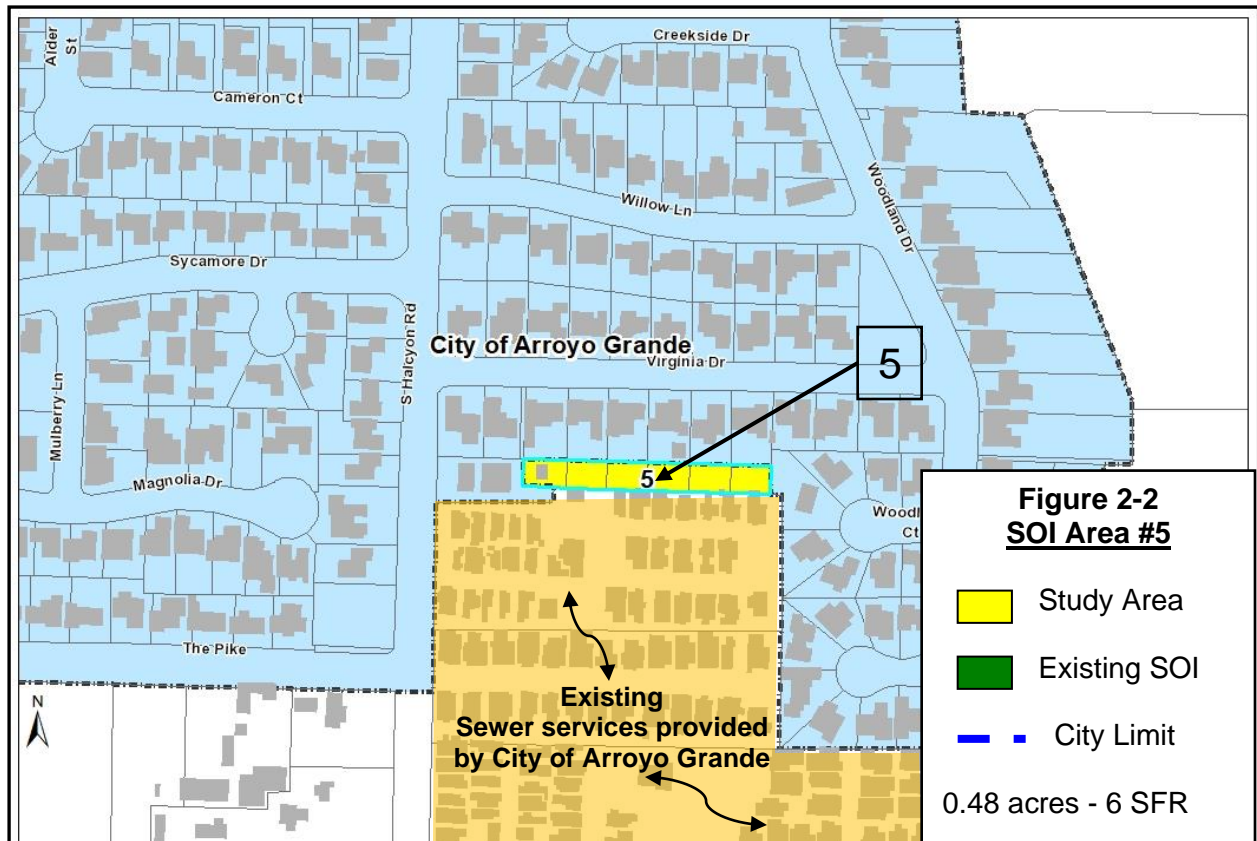 Alder St
Creekside Dr
Cameron Ct
Woodland Dr
Willow Ln
Sycamore Dr
S Halcyon Rd
City of Arroyo Grande
Virginia Dr
5
Mulberry Ln
5
Magnolia Dr
Woodl
Ct
The Pike
N
Existing
Sewer services provided
by City of Arroyo Grande
Figure 2-2
SOI Area #5
Study Area
Existing SOI
City Limit
0.48 acres - 6 SFR